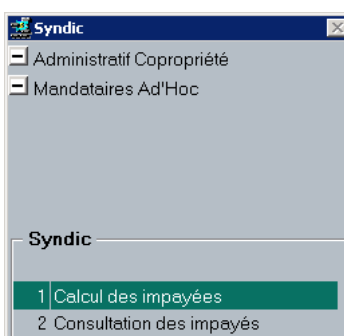 Syndic
Administratif Copropriété
Mandataires Ad'Hoc
Syndic
1 Calcul des impayées
2 Consultation des impayés